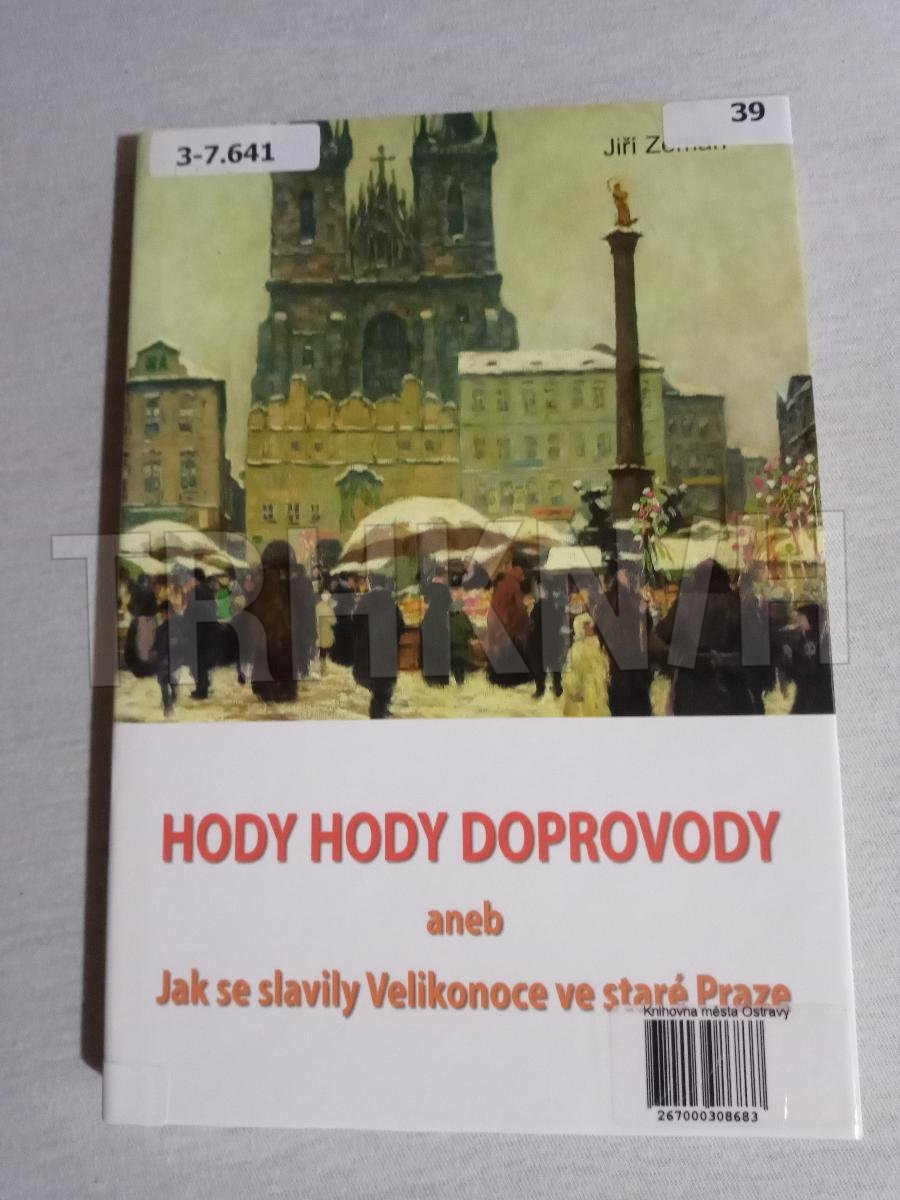 3-7.641
39
Jiří Zeman
TRHKNIH
HODY HODY DOPROVODY
aneb
Jak se slavily Velikonoce ve staré Praze
Knihovna města Ostravy
267000308683